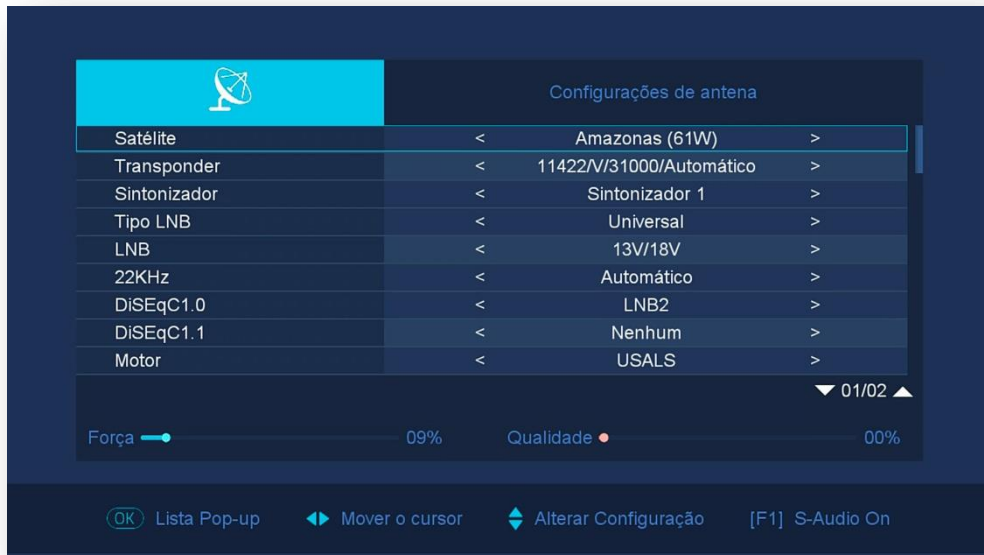 Configurações de antena
Satélite < Amazonas (61W) >
Transponder < 11422/V/31000/Automático >
Sintonizador < Sintonizador 1 >
Tipo LNB < Universal >
LNB < 13V/18V >
22KHz < Automático >
DiSEqC1.0 < LNB2 >
DiSEqC1.1 < Nenhum >
Motor < USALS >
01/02
Força 09% Qualidade 00%
OK Lista Pop-up Mover o cursor Alterar Configuração [F1] S-Audio On